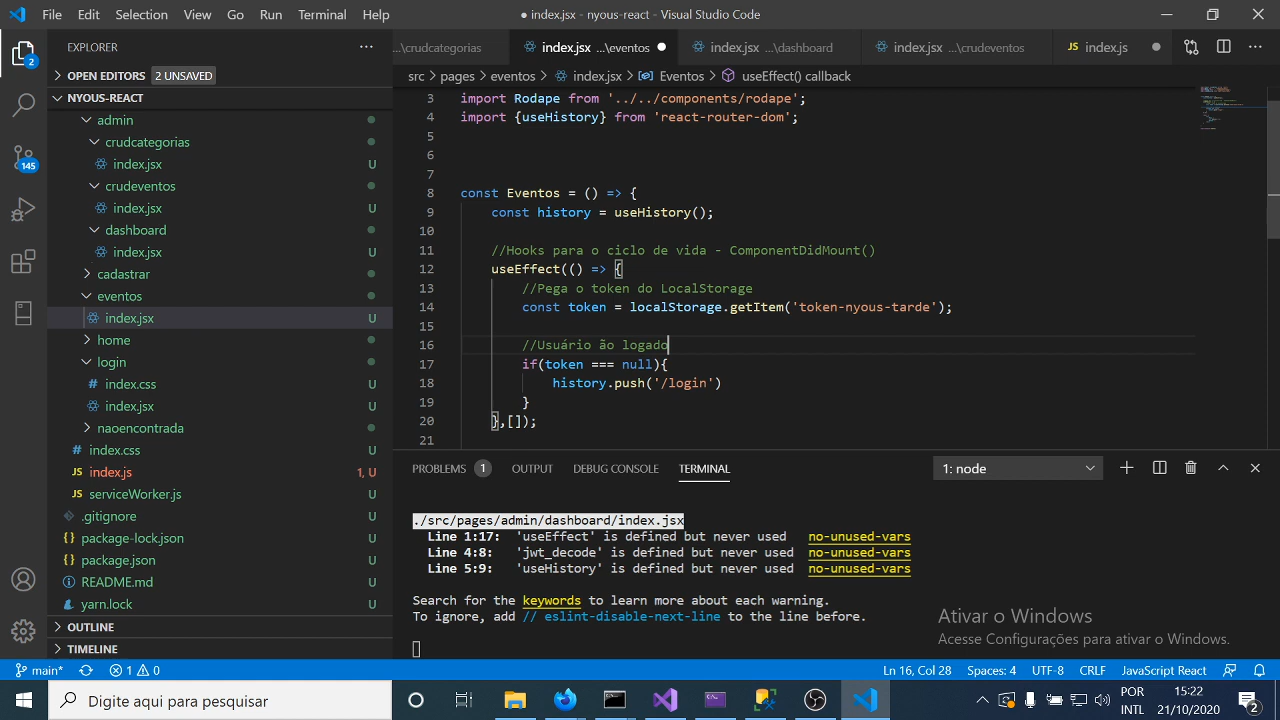 File Edit Selection View Go Run Terminal Help
● index.jsx - nyous-react - Visual Studio Code
EXPLORER
...\crudcategorias
index.jsx ...\eventos
index.jsx ...\dashboard
index.jsx ...\crudeventos
JS index.js
OPEN EDITORS 2 UNSAVED
src > pages > eventos > index.jsx > Eventos > useEffect() callback
2
NYOUS-REACT
admin
crudcategorias
index.jsx U
crudeventos
index.jsx U
dashboard
index.jsx U
cadastrar
eventos
index.jsx U
home
login
index.css U
index.jsx U
naoencontrada
index.css U
JS index.js 1, U
JS serviceWorker.js U
.gitignore U
package-lock.json U
package.json U
README.md U
yarn.lock U
OUTLINE
TIMELINE
145
3 import Rodape from '../../components/rodape';
4 import {useHistory} from 'react-router-dom';
5
6
7
8 const Eventos = () => {
9 const history = useHistory();
10
11 //Hooks para o ciclo de vida - ComponentDidMount()
12 useEffect(() => {
13 //Pega o token do LocalStorage
14 const token = localStorage.getItem('token-nyous-tarde');
15
16 //Usuário ão logado
17 if(token === null){
18 history.push('/login')
19 }
20 },[]);
21
PROBLEMS 1 OUTPUT DEBUG CONSOLE TERMINAL 1: node
./src/pages/admin/dashboard/index.jsx
Line 1:17: 'useEffect' is defined but never used no-unused-vars
Line 4:8: 'jwt_decode' is defined but never used no-unused-vars
Line 5:9: 'useHistory' is defined but never used no-unused-vars
Search for the keywords to learn more about each warning.
To ignore, add // eslint-disable-next-line to the line before.
Ativar o Windows
Acesse Configurações para ativar o Windows.
main* 1 0 Ln 16, Col 28 Spaces: 4 UTF-8 CRLF JavaScript React
Digite aqui para pesquisar
POR
INTL
15:22
21/10/2020
2